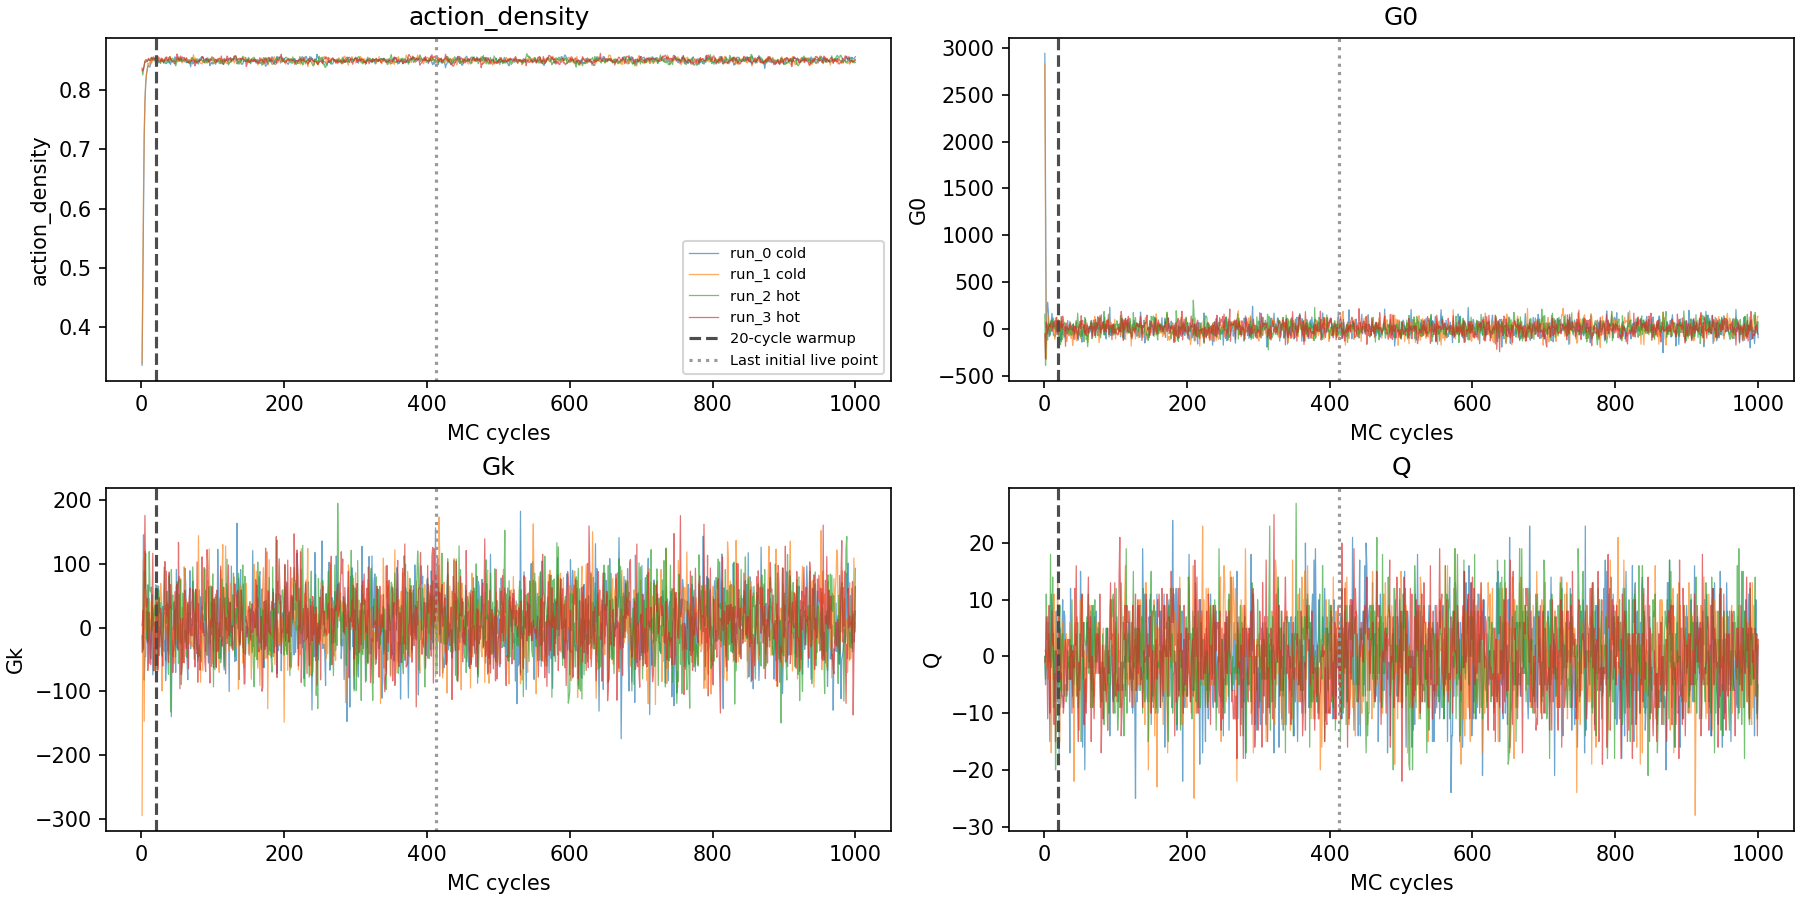 action_density
action_density
0.8
0.7
0.6
0.5
0.4
run_0 cold
run_1 cold
run_2 hot
run_3 hot
20-cycle warmup
Last initial live point
0 200 400 600 800 1000
MC cycles
G0
G0
3000
2500
2000
1500
1000
500
0
−500
0 200 400 600 800 1000
MC cycles
Gk
Gk
200
100
0
−100
−200
−300
0 200 400 600 800 1000
MC cycles
Q
Q
20
10
0
−10
−20
−30
0 200 400 600 800 1000
MC cycles